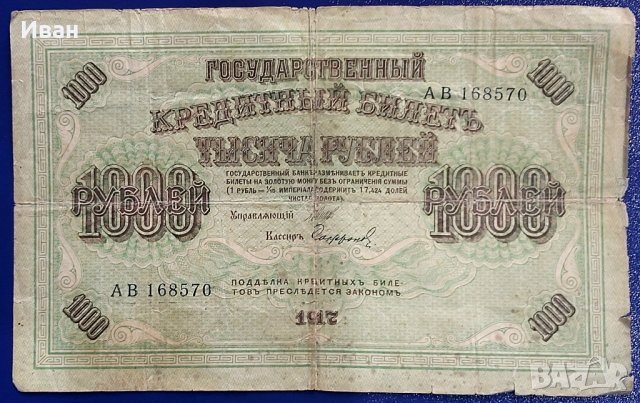 Иван
1000
ГОСУДАРСТВЕННЫЙ
1000
АВ 168570
КРЕДИТНЫЙ БИЛЕТЪ
ТЫСЯЧА РУБЛЕЙ
ГОСУДАРСТВЕННЫЙ БАНКЪ РАЗМѢНИВАЕТЪ КРЕДИТНЫЕ
БИЛЕТЫ НА ЗОЛОТУЮ МОНЕТУ БЕЗЪ ОГРАНИЧЕНІЯ СУММЫ
(1 РУБЛЬ = 1/15 ИМПЕРІАЛА, СОДЕРЖИТЪ 17,424 ДОЛЕЙ
ЧИСТАГО ЗОЛОТА).
1000
РУБЛЕЙ
1000
РУБЛЕЙ
Управляющій
Кассиръ
АВ 168570
ПОДДѢЛКА КРЕДИТНЫХЪ БИЛЕ-
ТОВЪ ПРЕСЛѢДУЕТСЯ ЗАКОНОМЪ.
1000
1917
1000
BAZAR